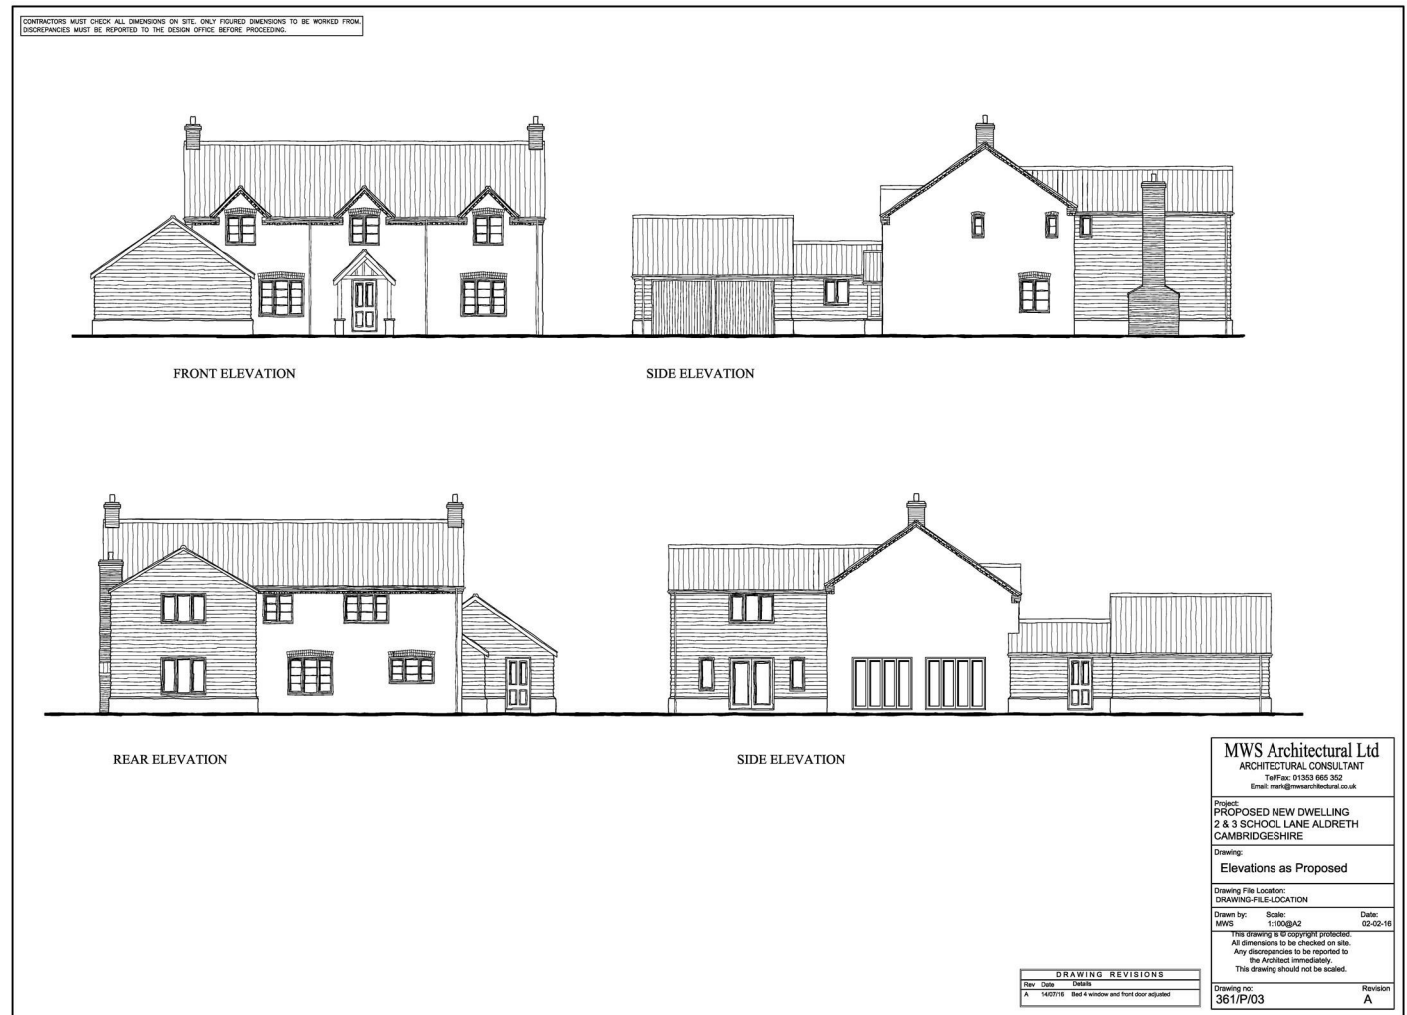 CONTRACTORS MUST CHECK ALL DIMENSIONS ON SITE. ONLY FIGURED DIMENSIONS TO BE WORKED FROM.
DISCREPANCIES MUST BE REPORTED TO THE DESIGN OFFICE BEFORE PROCEEDING.
FRONT ELEVATION
SIDE ELEVATION
REAR ELEVATION
SIDE ELEVATION
MWS Architectural Ltd
ARCHITECTURAL CONSULTANT
Tel/Fax: 01353 665 352
Email: mark@mwsarchitectural.co.uk
Project:
PROPOSED NEW DWELLING
2 & 3 SCHOOL LANE ALDRETH
CAMBRIDGESHIRE
Drawing:
Elevations as Proposed
Drawing File Location:
DRAWING-FILE-LOCATION
Drawn by: Scale: Date:
MWS 1:100@A2 02-02-16
This drawing is © copyright protected.
All dimensions to be checked on site.
Any discrepancies to be reported to
the Architect immediately.
This drawing should not be scaled.
Drawing no: Revision
361/P/03 A
DRAWING REVISIONS
Rev Date Details
A 14/07/16 Bed 4 window and front door adjusted